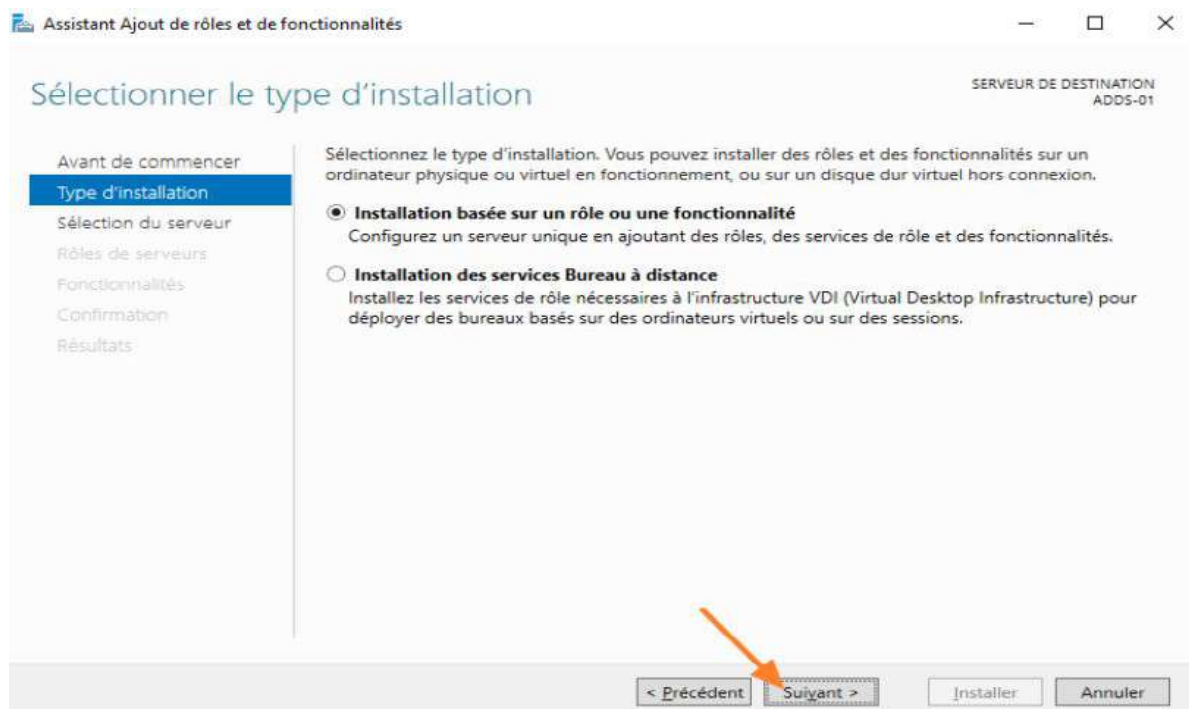 Assistant Ajout de rôles et de fonctionnalités
Sélectionner le type d'installation
SERVEUR DE DESTINATION
ADDS-01
Avant de commencer
Type d'installation
Sélection du serveur
Rôles de serveurs
Fonctionnalités
Confirmation
Résultats
Sélectionnez le type d'installation. Vous pouvez installer des rôles et des fonctionnalités sur un
ordinateur physique ou virtuel en fonctionnement, ou sur un disque dur virtuel hors connexion.
Installation basée sur un rôle ou une fonctionnalité
Configurez un serveur unique en ajoutant des rôles, des services de rôle et des fonctionnalités.
Installation des services Bureau à distance
Installez les services de rôle nécessaires à l'infrastructure VDI (Virtual Desktop Infrastructure) pour
déployer des bureaux basés sur des ordinateurs virtuels ou sur des sessions.
< Précédent
Suivant >
Installer
Annuler